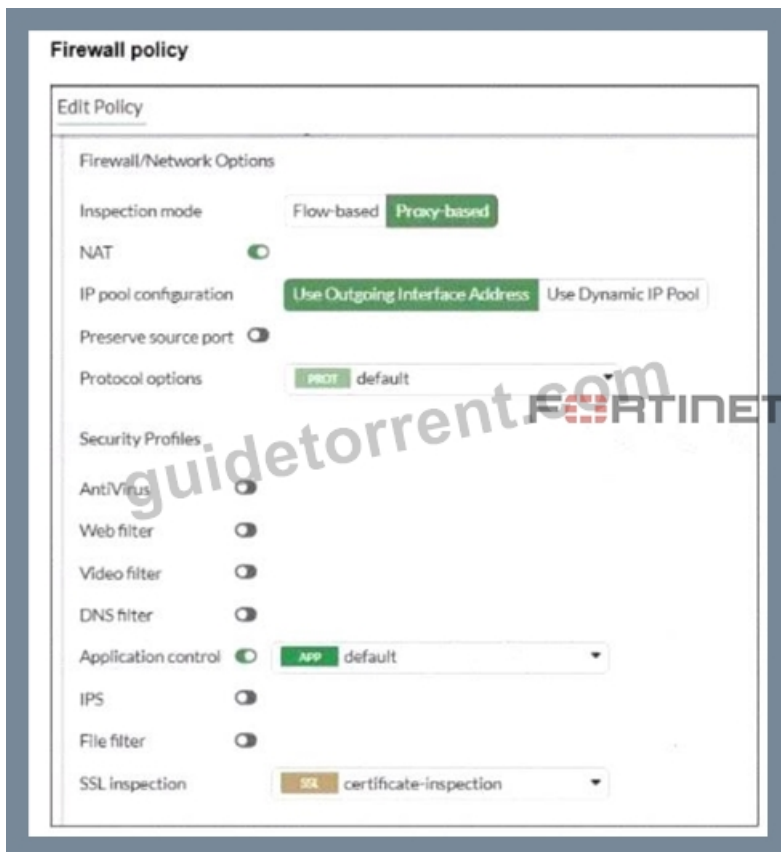 Firewall policy
Edit Policy
Firewall/Network Options
Inspection mode Flow-based Proxy-based
NAT
IP pool configuration Use Outgoing Interface Address Use Dynamic IP Pool
Preserve source port
Protocol options PROT default
FORTINET
guidetorrent.com
Security Profiles
AntiVirus
Web filter
Video filter
DNS filter
Application control APP default
IPS
File filter
SSL inspection SSL certificate-inspection